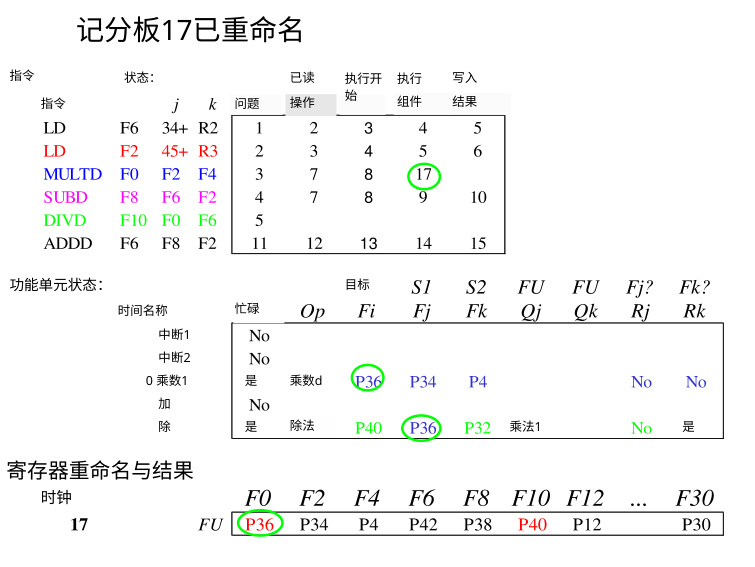 记分板17已重命名
指令 状态: 已读 执行开始 执行 写入
指令 j k 问题 操作 组件 结果
LD F6 34+ R2 1 2 3 4 5
LD F2 45+ R3 2 3 4 5 6
MULTD F0 F2 F4 3 7 8 17
SUBD F8 F6 F2 4 7 8 9 10
DIVD F10 F0 F6 5
ADDD F6 F8 F2 11 12 13 14 15
功能单元状态: 目标 S1 S2 FU FU Fj? Fk?
时间名称 忙碌 Op Fi Fj Fk Qj Qk Rj Rk
中断1 No
中断2 No
0 乘数1 是 乘数d P36 P34 P4 No No
加 No
除 是 除法 P40 P36 P32 乘法1 No 是
寄存器重命名与结果
时钟 F0 F2 F4 F6 F8 F10 F12 ... F30
17 FU P36 P34 P4 P42 P38 P40 P12 P30